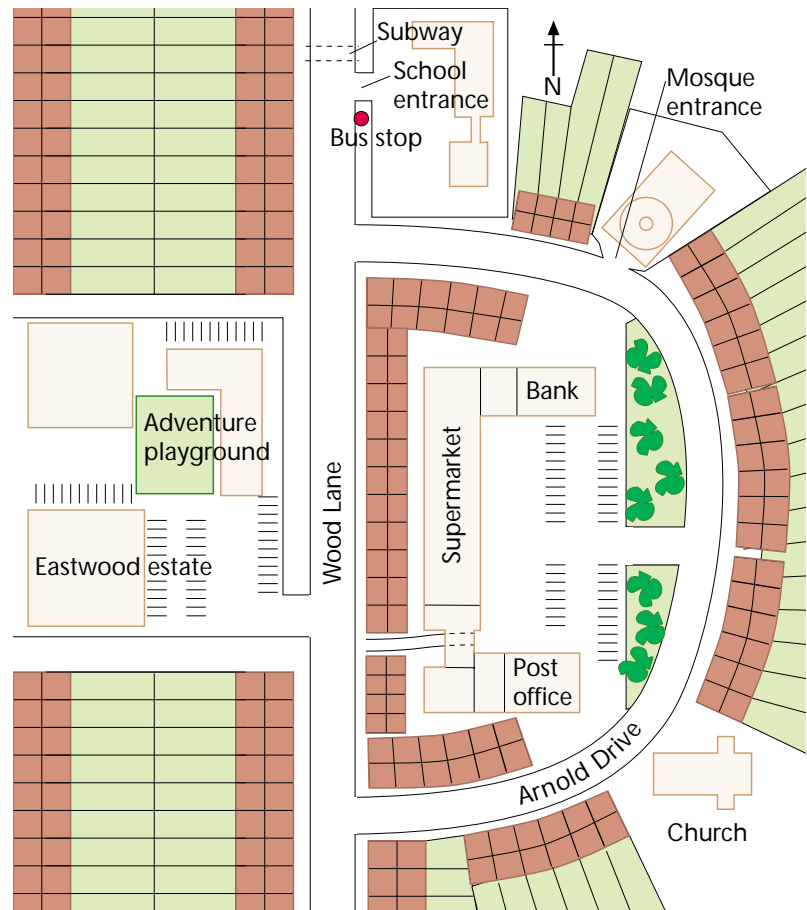 Subway
School
entrance
Bus stop
N
Mosque
entrance
Adventure
playground
Bank
Supermarket
Wood Lane
Eastwood estate
Post
office
Arnold Drive
Church